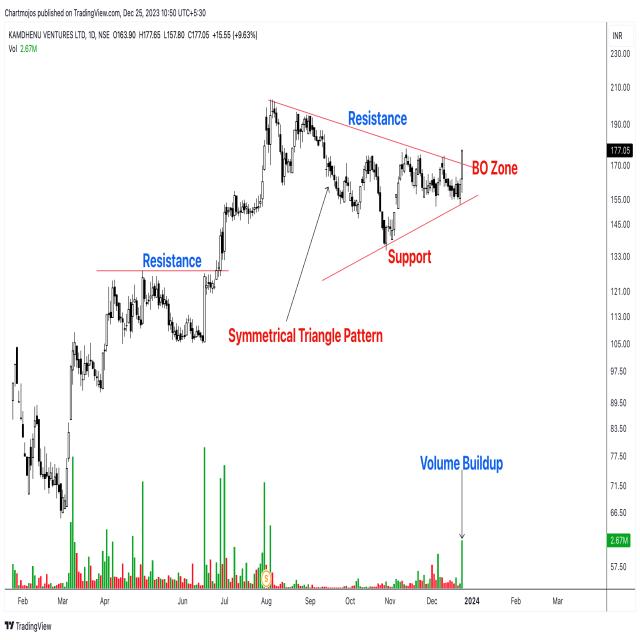 Chartmojos published on TradingView.com, Dec 25, 2023 10:50 UTC+5:30
KAMDHENU VENTURES LTD, 1D, NSE O163.90 H177.65 L157.80 C177.05 +15.55 (+9.63%)
Vol 2.67M
INR
230.00
210.00
190.00
177.05
170.00
155.00
145.00
133.00
121.00
113.00
105.00
97.50
89.50
83.50
77.50
71.50
66.50
2.67M
57.50
Resistance
BO Zone
Resistance
Support
Symmetrical Triangle Pattern
Volume Buildup
S
Feb Mar Apr Jun Jul Aug Sep Oct Nov Dec 2024 Feb Mar
TradingView